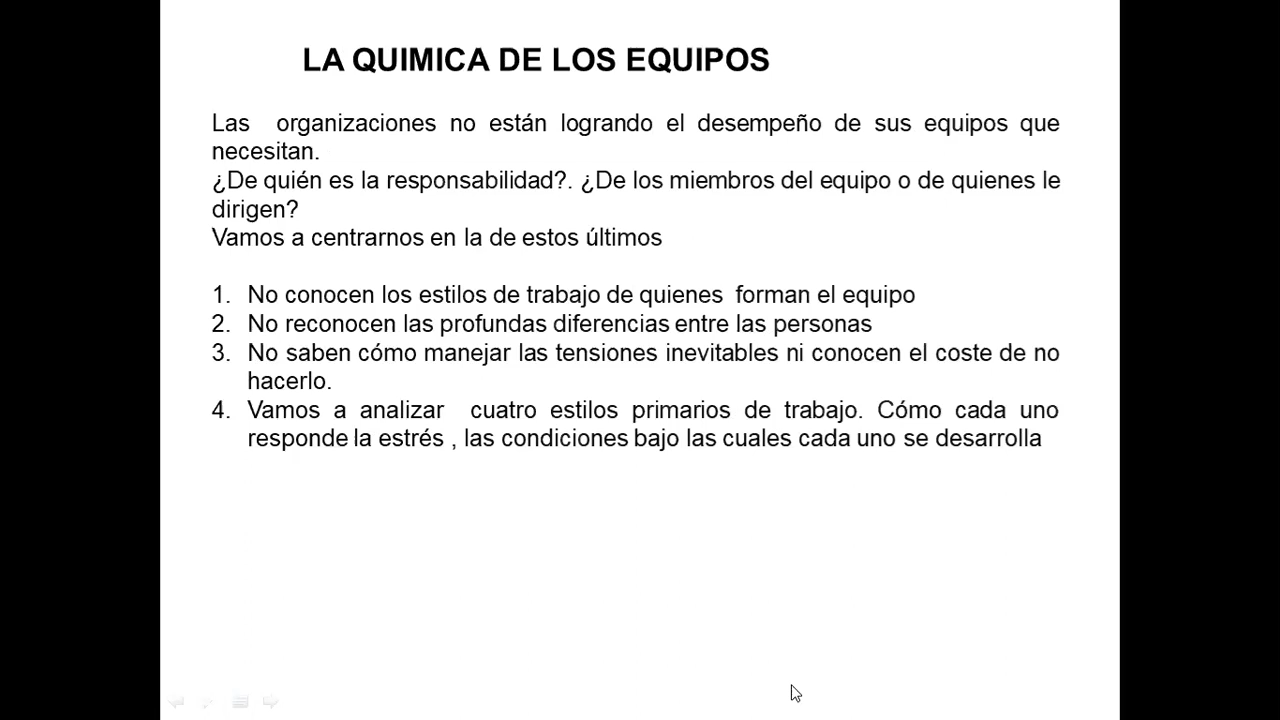 LA QUIMICA DE LOS EQUIPOS
Las organizaciones no están logrando el desempeño de sus equipos que
necesitan.
¿De quién es la responsabilidad?. ¿De los miembros del equipo o de quienes le
dirigen?
Vamos a centrarnos en la de estos últimos
1. No conocen los estilos de trabajo de quienes forman el equipo
2. No reconocen las profundas diferencias entre las personas
3. No saben cómo manejar las tensiones inevitables ni conocen el coste de no
hacerlo.
4. Vamos a analizar cuatro estilos primarios de trabajo. Cómo cada uno
responde la estrés , las condiciones bajo las cuales cada uno se desarrolla